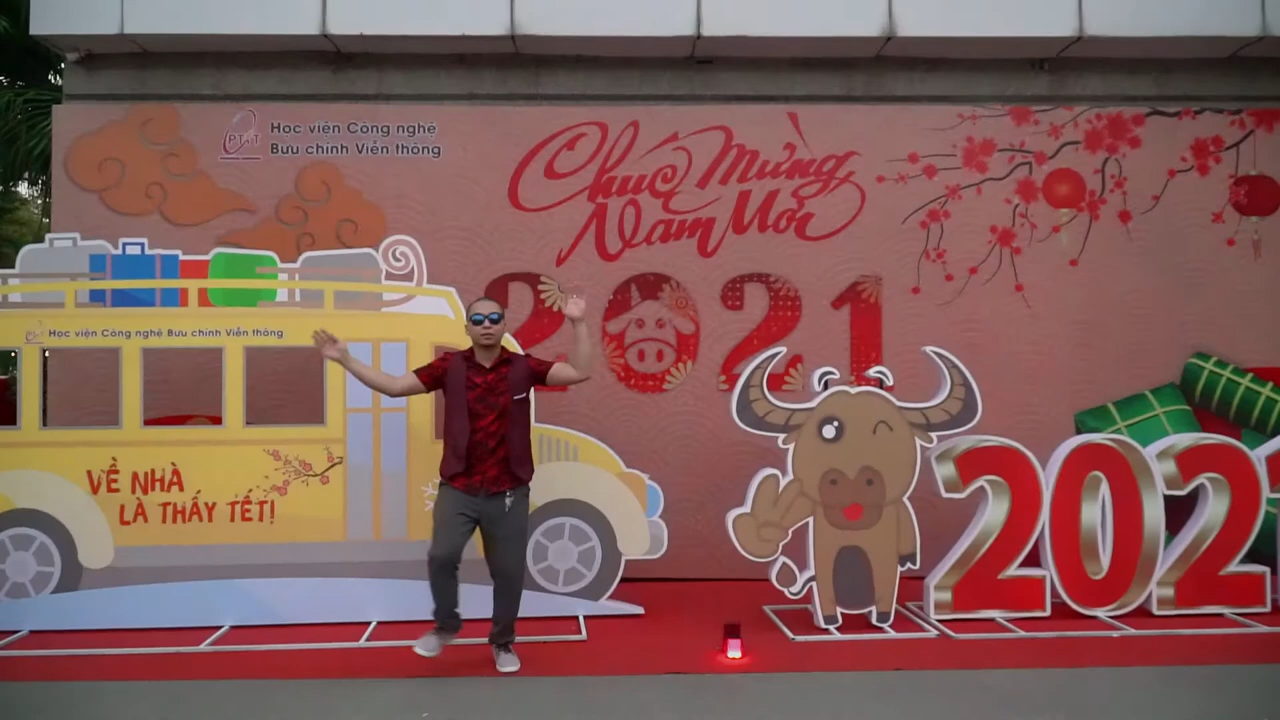 PTIT
Học viện Công nghệ
Bưu chính Viễn thông
Chúc Mừng
Năm Mới
2021
Học viện Công nghệ Bưu chính Viễn thông
VỀ NHÀ
LÀ THẤY TẾT!
2021